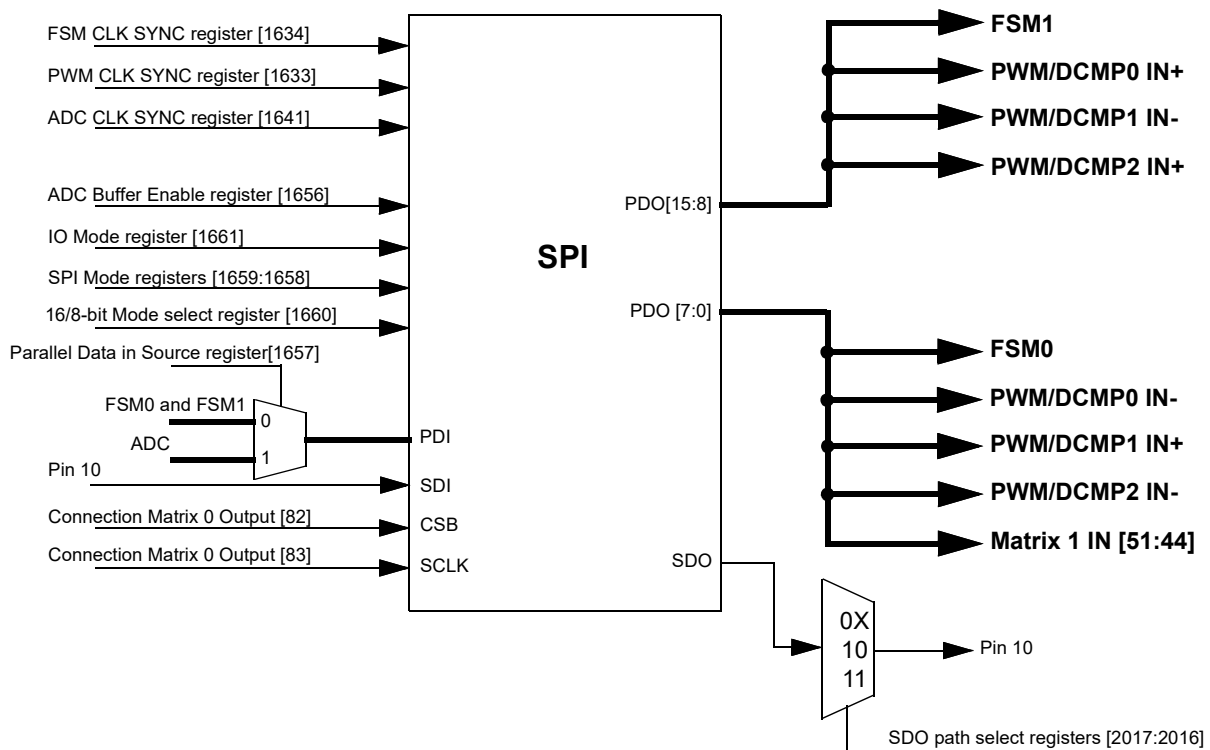 FSM CLK SYNC register [1634]
PWM CLK SYNC register [1633]
ADC CLK SYNC register [1641]
ADC Buffer Enable register [1656]
IO Mode register [1661]
SPI Mode registers [1659:1658]
16/8-bit Mode select register [1660]
Parallel Data in Source register[1657]
FSM0 and FSM1
0
ADC
1
Pin 10
Connection Matrix 0 Output [82]
Connection Matrix 0 Output [83]
PDI
SDI
CSB
SCLK
SPI
PDO[15:8]
PDO [7:0]
SDO
FSM1
PWM/DCMP0 IN+
PWM/DCMP1 IN-
PWM/DCMP2 IN+
FSM0
PWM/DCMP0 IN-
PWM/DCMP1 IN+
PWM/DCMP2 IN-
Matrix 1 IN [51:44]
0X
10
11
Pin 10
SDO path select registers [2017:2016]